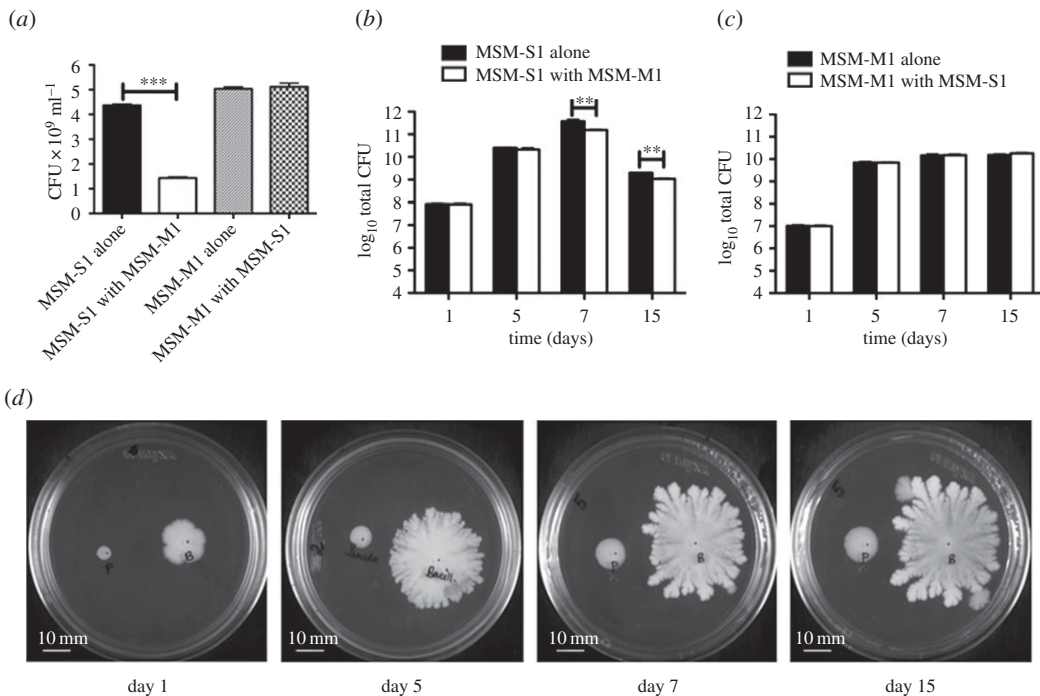 (a)
CFU × 10⁹ ml⁻¹
6
5
4
3
2
1
0
***
MSM-S1 alone
MSM-S1 with MSM-M1
MSM-M1 alone
MSM-M1 with MSM-S1
(b)
MSM-S1 alone
MSM-S1 with MSM-M1
log₁₀ total CFU
12
11
10
9
8
7
6
5
4
**
**
1 5 7 15
time (days)
(c)
MSM-M1 alone
MSM-M1 with MSM-S1
log₁₀ total CFU
12
11
10
9
8
7
6
5
4
1 5 7 15
time (days)
(d)
P
B
10 mm
day 1
10 mm
day 5
5
P
B
10 mm
day 7
5
P
B
10 mm
day 15